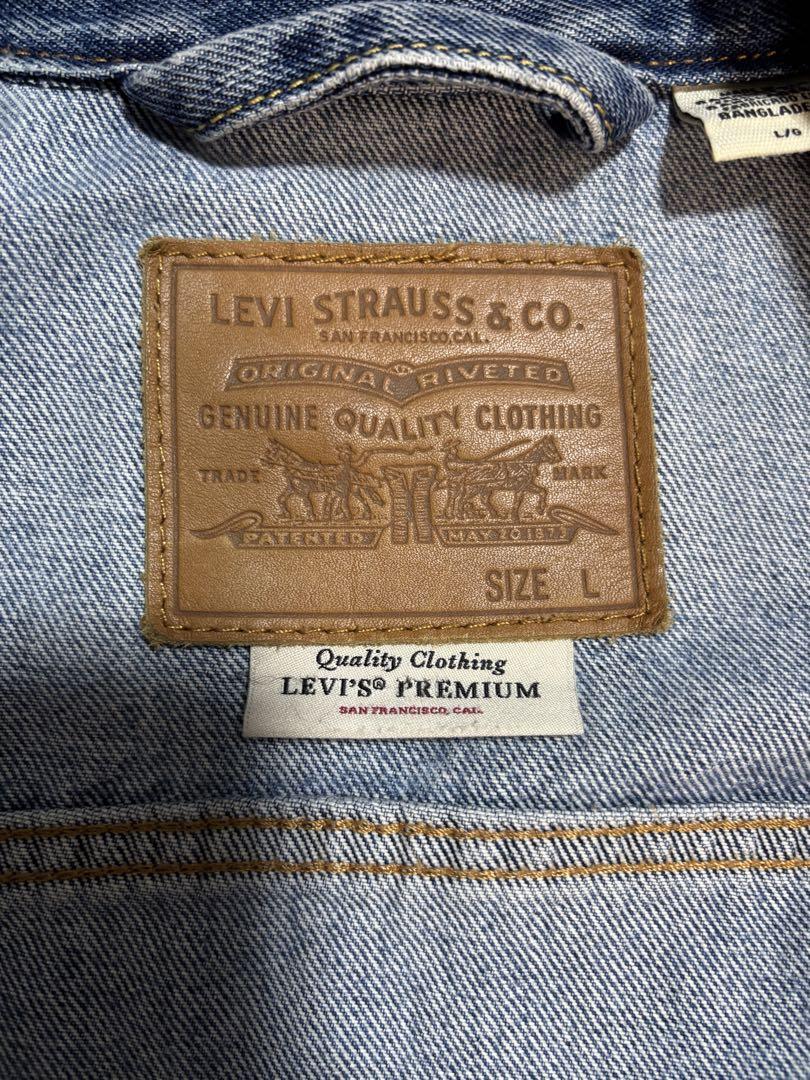 BANGLADE
L/G
LEVI STRAUSS & CO.
SAN FRANCISCO, CAL.
ORIGINAL RIVETED
GENUINE QUALITY CLOTHING
TRADE MARK
PATENTED MAY 20 1873
SIZE L
Quality Clothing
LEVI'S® PREMIUM
SAN FRANCISCO, CAL.